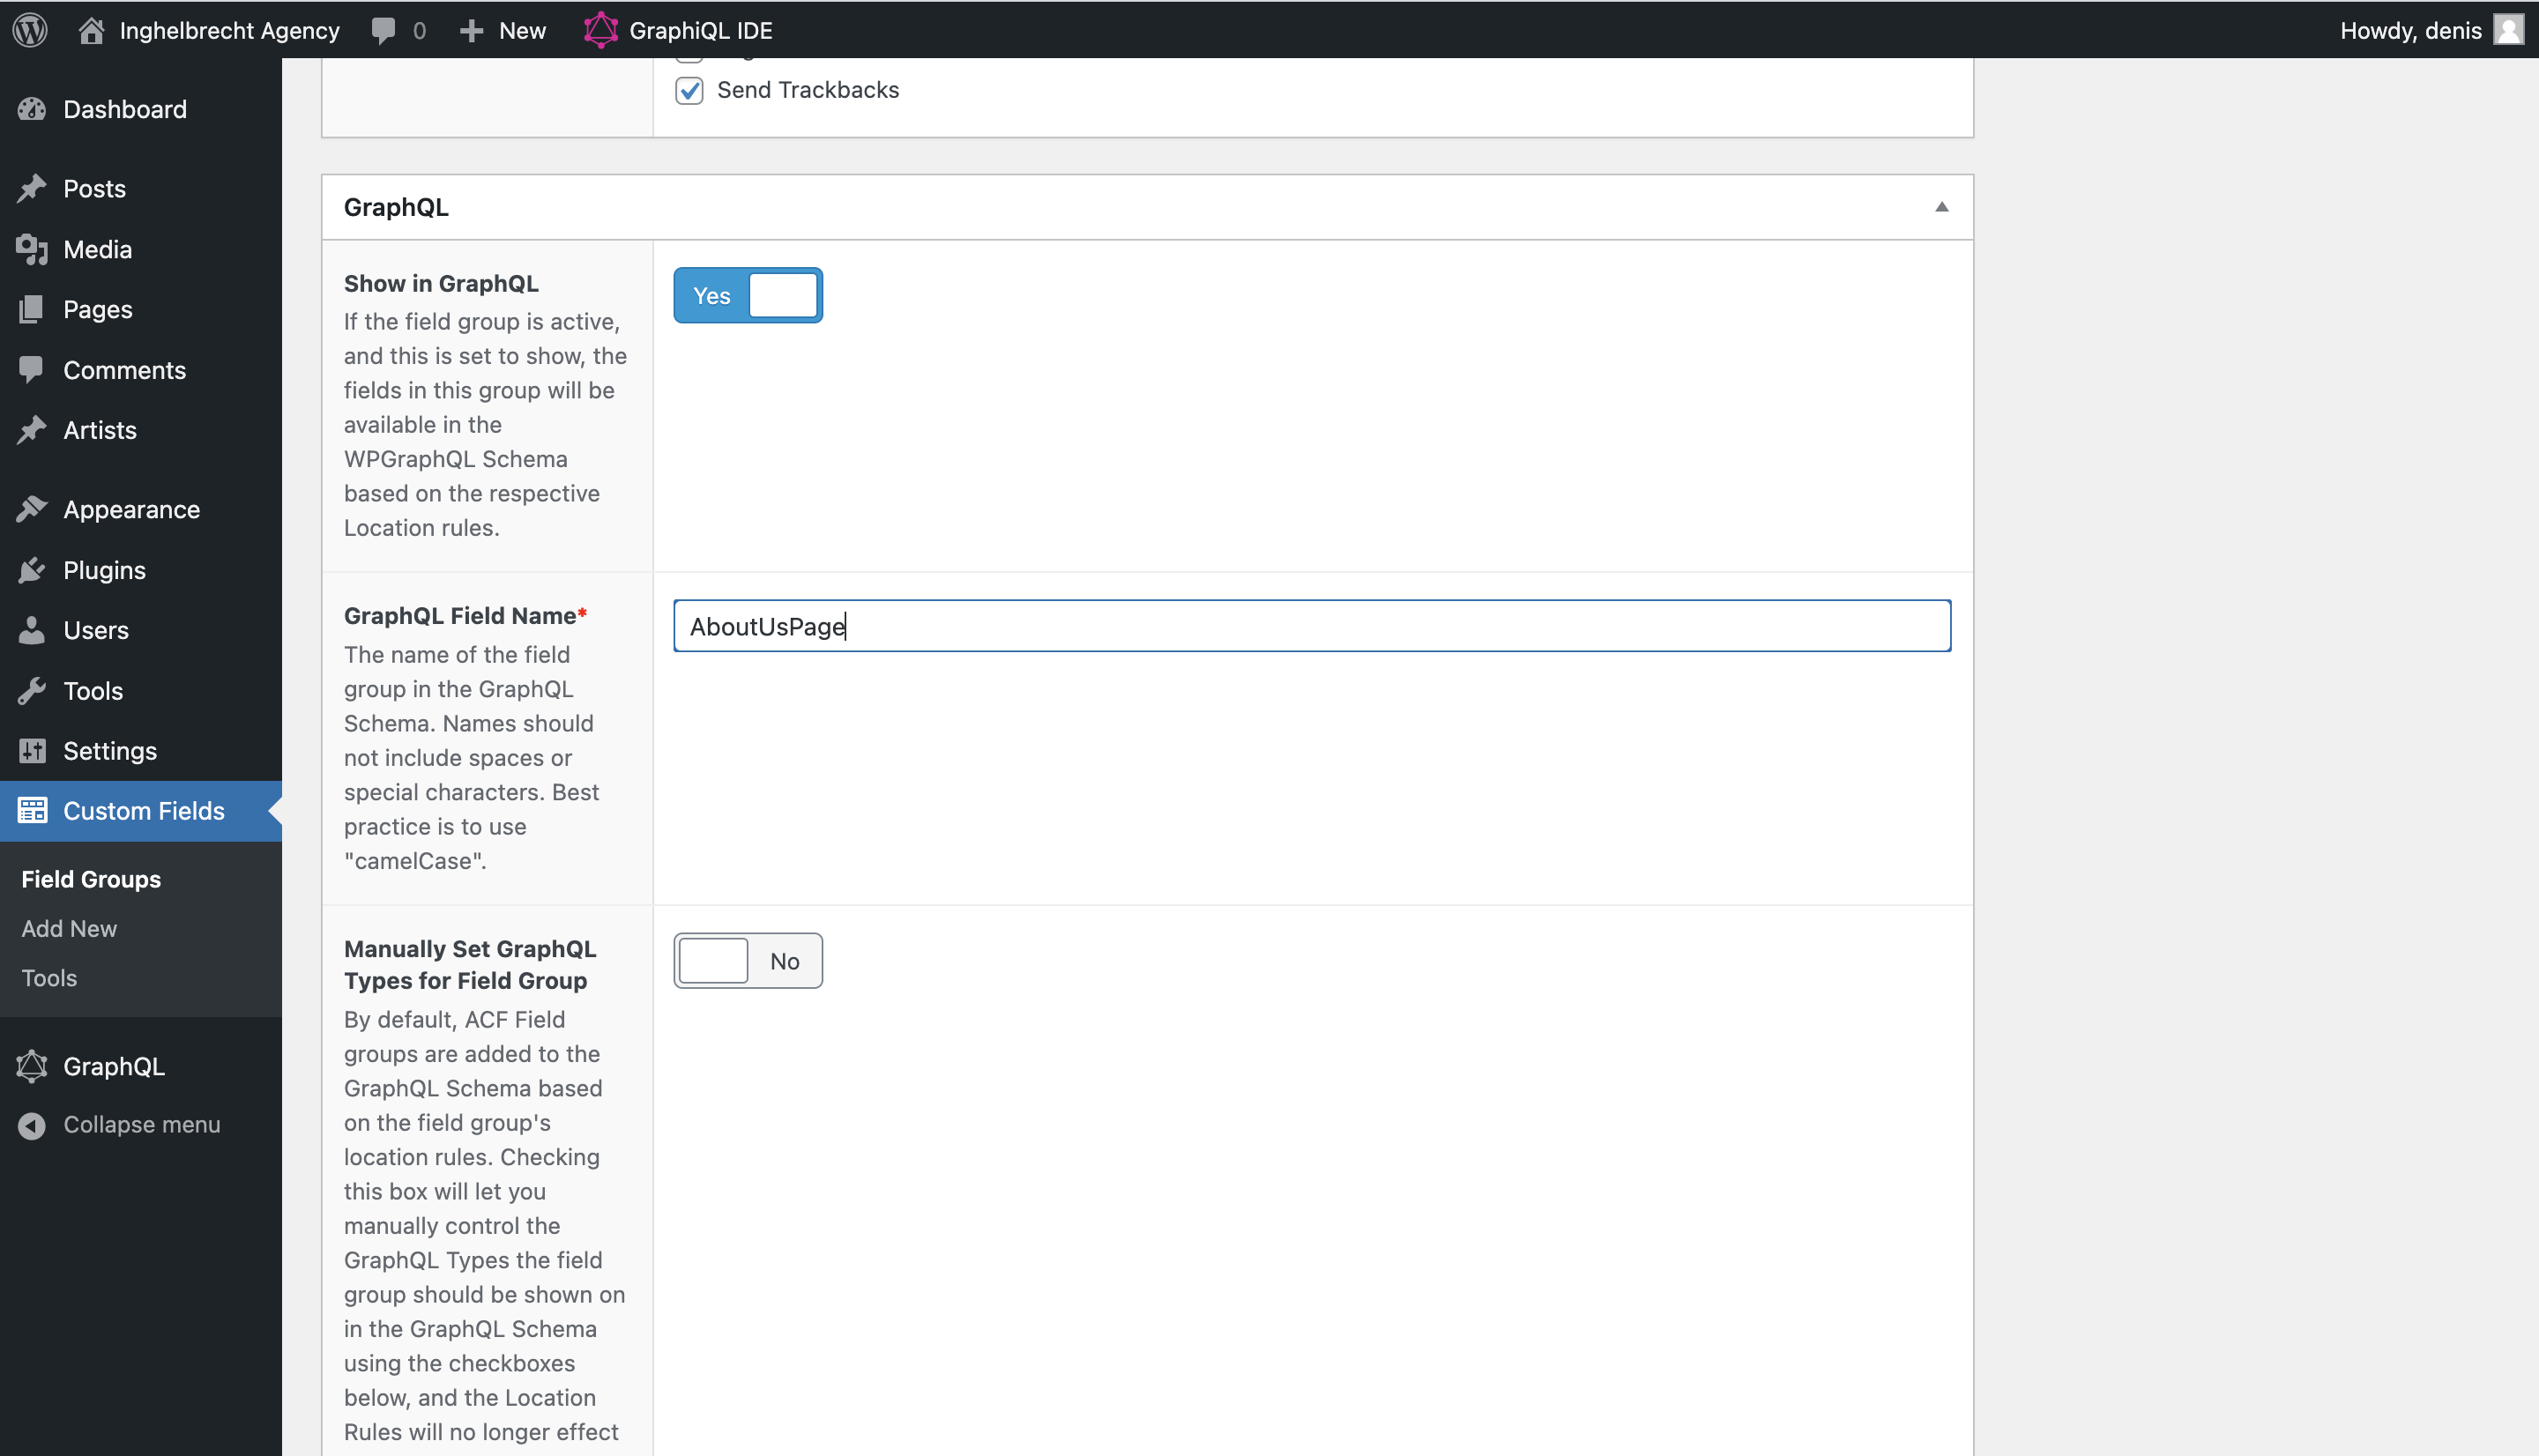 Inghelbrecht Agency
0
New
GraphiQL IDE
Howdy, denis
Dashboard
Posts
Media
Pages
Comments
Artists
Appearance
Plugins
Users
Tools
Settings
Custom Fields
Field Groups
Add New
Tools
GraphQL
Collapse menu
Send Trackbacks
GraphQL
Show in GraphQL
If the field group is active,
and this is set to show, the
fields in this group will be
available in the
WPGraphQL Schema
based on the respective
Location rules.
Yes
GraphQL Field Name*
The name of the field
group in the GraphQL
Schema. Names should
not include spaces or
special characters. Best
practice is to use
"camelCase".
AboutUsPage
Manually Set GraphQL
Types for Field Group
By default, ACF Field
groups are added to the
GraphQL Schema based
on the field group's
location rules. Checking
this box will let you
manually control the
GraphQL Types the field
group should be shown on
in the GraphQL Schema
using the checkboxes
below, and the Location
Rules will no longer effect
No